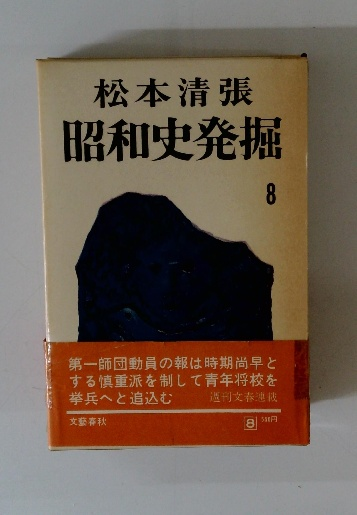 松本清張
昭和史発掘
8
第一師団動員の報は時期尚早と
する慎重派を制して青年将校を
挙兵へと追込む
週刊文春連載
文藝春秋
8